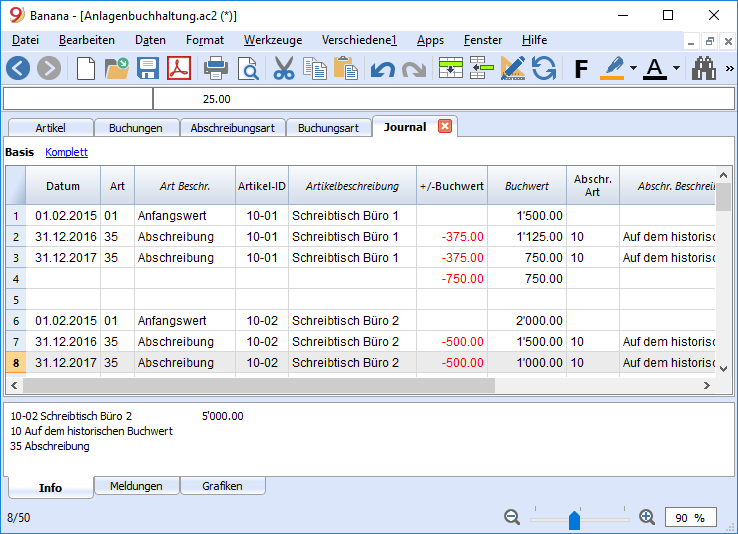 Banana - [Anlagenbuchhaltung.ac2 (*)]
Datei Bearbeiten Daten Format Werkzeuge Verschiedene1 Apps Fenster Hilfe
F A »
25.00
Artikel Buchungen Abschreibungsart Buchungsart Journal
Basis Komplett
Datum Art Art Beschr. Artikel-ID Artikelbeschreibung +/-Buchwert Buchwert Abschr. Art Abschr. Beschreib
1 01.02.2015 01 Anfangswert 10-01 Schreibtisch Büro 1 1'500.00
2 31.12.2016 35 Abschreibung 10-01 Schreibtisch Büro 1 -375.00 1'125.00 10 Auf dem historisc
3 31.12.2017 35 Abschreibung 10-01 Schreibtisch Büro 1 -375.00 750.00 10 Auf dem historisc
4 -750.00 750.00
5
6 01.02.2015 01 Anfangswert 10-02 Schreibtisch Büro 2 2'000.00
7 31.12.2016 35 Abschreibung 10-02 Schreibtisch Büro 2 -500.00 1'500.00 10 Auf dem historisc
8 31.12.2017 35 Abschreibung 10-02 Schreibtisch Büro 2 -500.00 1'000.00 10 Auf dem historisc
10-02 Schreibtisch Büro 2 5'000.00
10 Auf dem historischen Buchwert
35 Abschreibung
Info Meldungen Grafiken
8/50 90 %